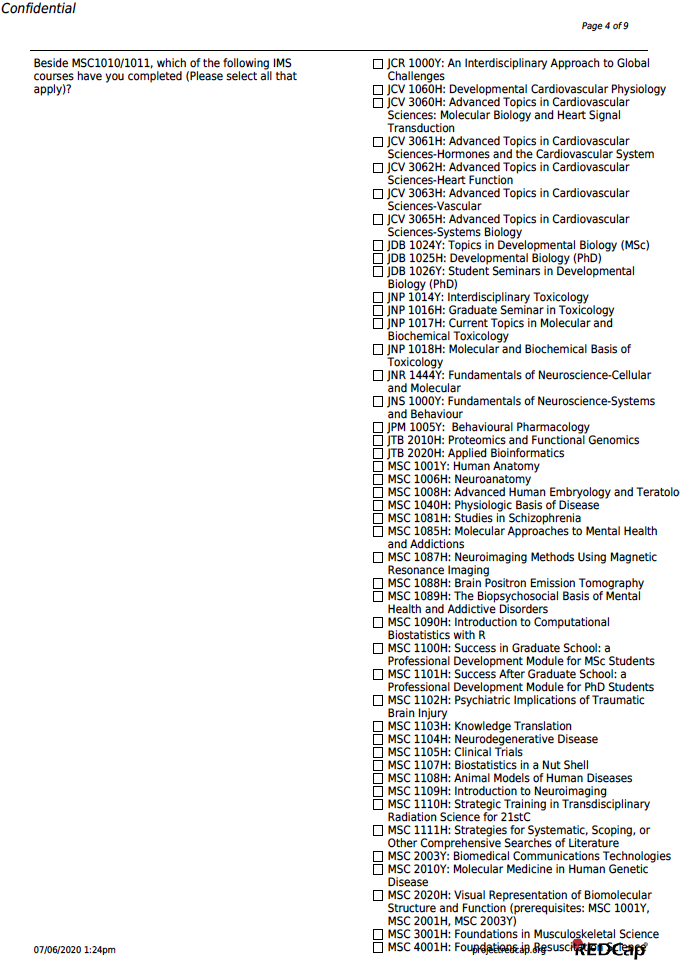 Confidential
Page 4 of 9
Beside MSC1010/1011, which of the following IMS
courses have you completed (Please select all that
apply)?
JCR 1000Y: An Interdisciplinary Approach to Global
Challenges
JCV 1060H: Developmental Cardiovascular Physiology
JCV 3060H: Advanced Topics in Cardiovascular
Sciences: Molecular Biology and Heart Signal
Transduction
JCV 3061H: Advanced Topics in Cardiovascular
Sciences-Hormones and the Cardiovascular System
JCV 3062H: Advanced Topics in Cardiovascular
Sciences-Heart Function
JCV 3063H: Advanced Topics in Cardiovascular
Sciences-Vascular
JCV 3065H: Advanced Topics in Cardiovascular
Sciences-Systems Biology
JDB 1024Y: Topics in Developmental Biology (MSc)
JDB 1025H: Developmental Biology (PhD)
JDB 1026Y: Student Seminars in Developmental
Biology (PhD)
JNP 1014Y: Interdisciplinary Toxicology
JNP 1016H: Graduate Seminar in Toxicology
JNP 1017H: Current Topics in Molecular and
Biochemical Toxicology
JNP 1018H: Molecular and Biochemical Basis of
Toxicology
JNR 1444Y: Fundamentals of Neuroscience-Cellular
and Molecular
JNS 1000Y: Fundamentals of Neuroscience-Systems
and Behaviour
JPM 1005Y: Behavioural Pharmacology
JTB 2010H: Proteomics and Functional Genomics
JTB 2020H: Applied Bioinformatics
MSC 1001Y: Human Anatomy
MSC 1006H: Neuroanatomy
MSC 1008H: Advanced Human Embryology and Teratolo
MSC 1040H: Physiologic Basis of Disease
MSC 1081H: Studies in Schizophrenia
MSC 1085H: Molecular Approaches to Mental Health
and Addictions
MSC 1087H: Neuroimaging Methods Using Magnetic
Resonance Imaging
MSC 1088H: Brain Positron Emission Tomography
MSC 1089H: The Biopsychosocial Basis of Mental
Health and Addictive Disorders
MSC 1090H: Introduction to Computational
Biostatistics with R
MSC 1100H: Success in Graduate School: a
Professional Development Module for MSc Students
MSC 1101H: Success After Graduate School: a
Professional Development Module for PhD Students
MSC 1102H: Psychiatric Implications of Traumatic
Brain Injury
MSC 1103H: Knowledge Translation
MSC 1104H: Neurodegenerative Disease
MSC 1105H: Clinical Trials
MSC 1107H: Biostatistics in a Nut Shell
MSC 1108H: Animal Models of Human Diseases
MSC 1109H: Introduction to Neuroimaging
MSC 1110H: Strategic Training in Transdisciplinary
Radiation Science for 21stC
MSC 1111H: Strategies for Systematic, Scoping, or
Other Comprehensive Searches of Literature
MSC 2003Y: Biomedical Communications Technologies
MSC 2010Y: Molecular Medicine in Human Genetic
Disease
MSC 2020H: Visual Representation of Biomolecular
Structure and Function (prerequisites: MSC 1001Y,
MSC 2001H, MSC 2003Y)
MSC 3001H: Foundations in Musculoskeletal Science
MSC 4001H: Foundations in Resuscitation Science
07/06/2020 1:24pm
projectredcap.org
REDCap